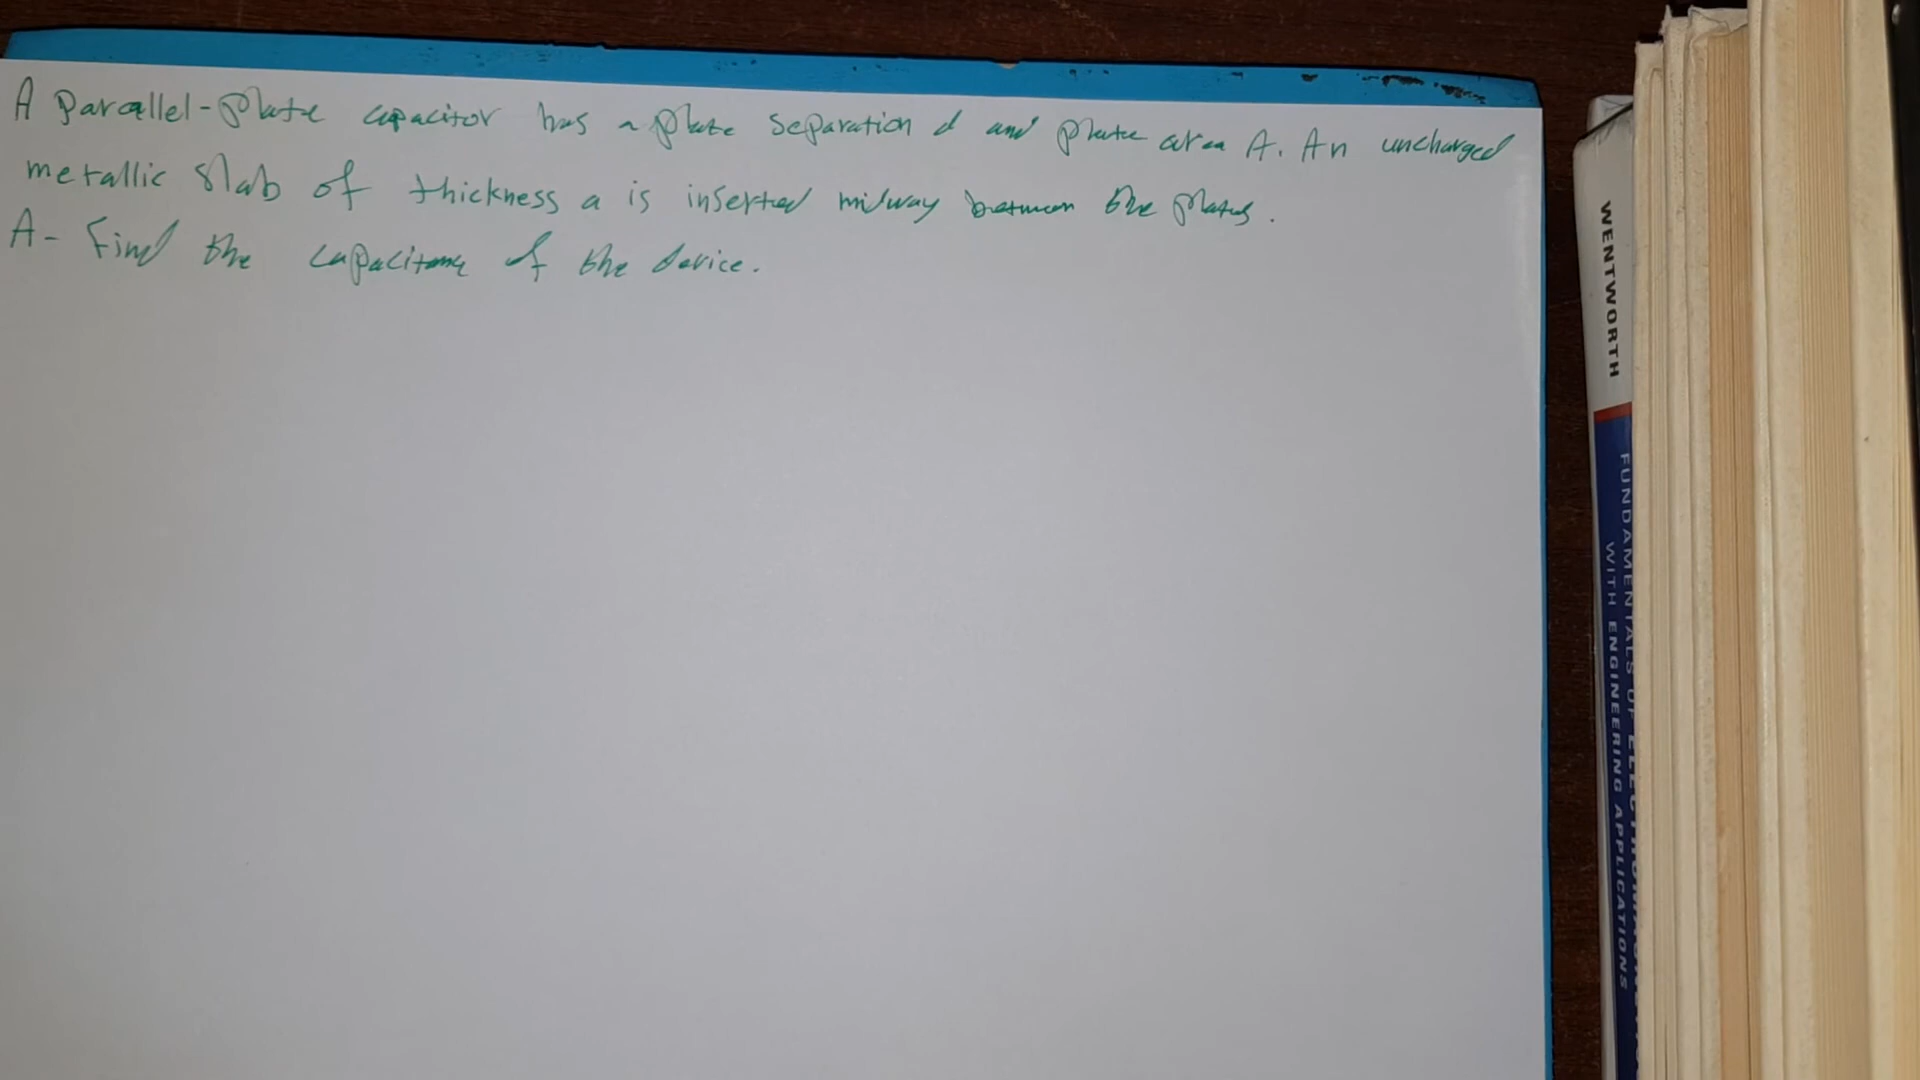 A Parallel-Plate capacitor has a plate separation d and plate area A. An uncharged
metallic slab of thickness a is inserted midway between the plates.
A- Find the capacitance of the device.
WENTWORTH
FUNDAMENTALS OF
WITH ENGINEERING APPLICATIONS